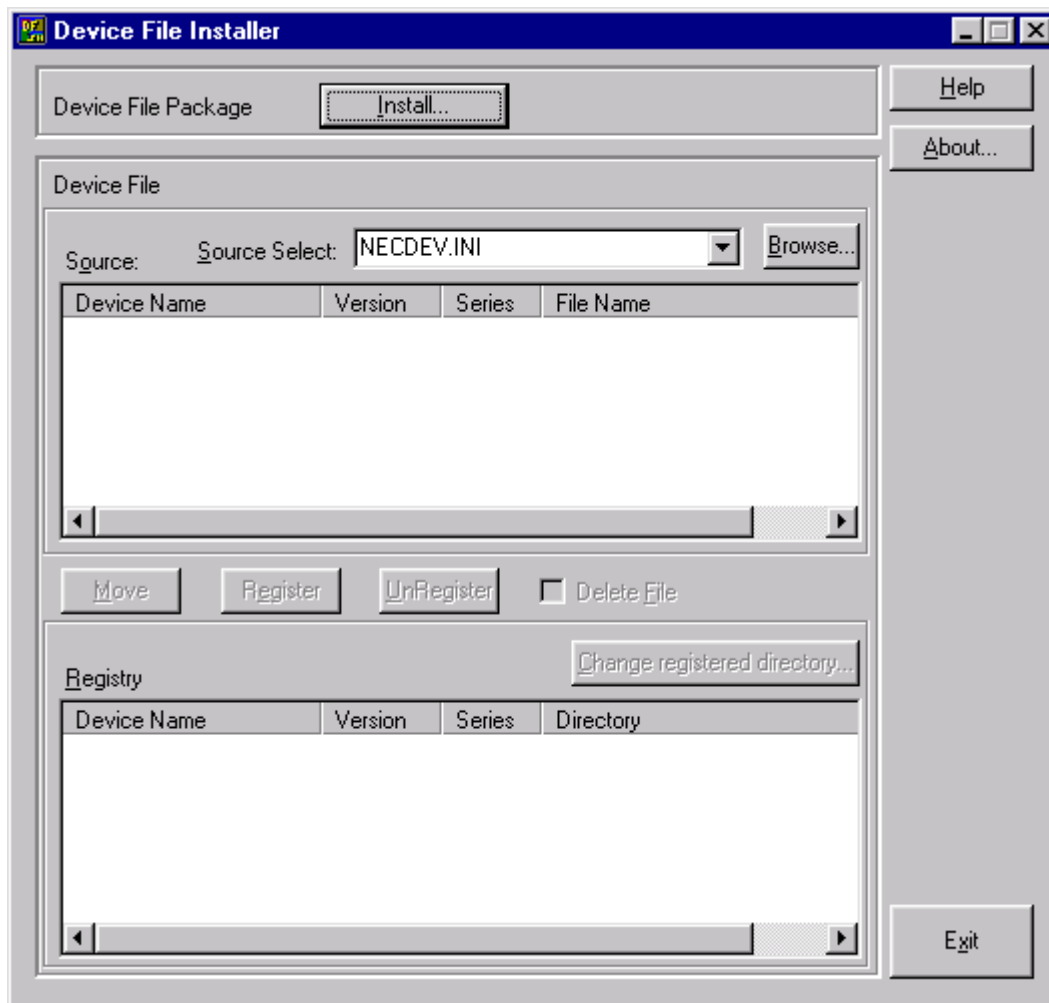 Device File Installer
Device File Package
Install...
Help
About...
Device File
Source:
Source Select:
NECDEV.INI
Browse...
Device Name Version Series File Name
Move Register UnRegister Delete File
Change registered directory...
Registry
Device Name Version Series Directory
Exit